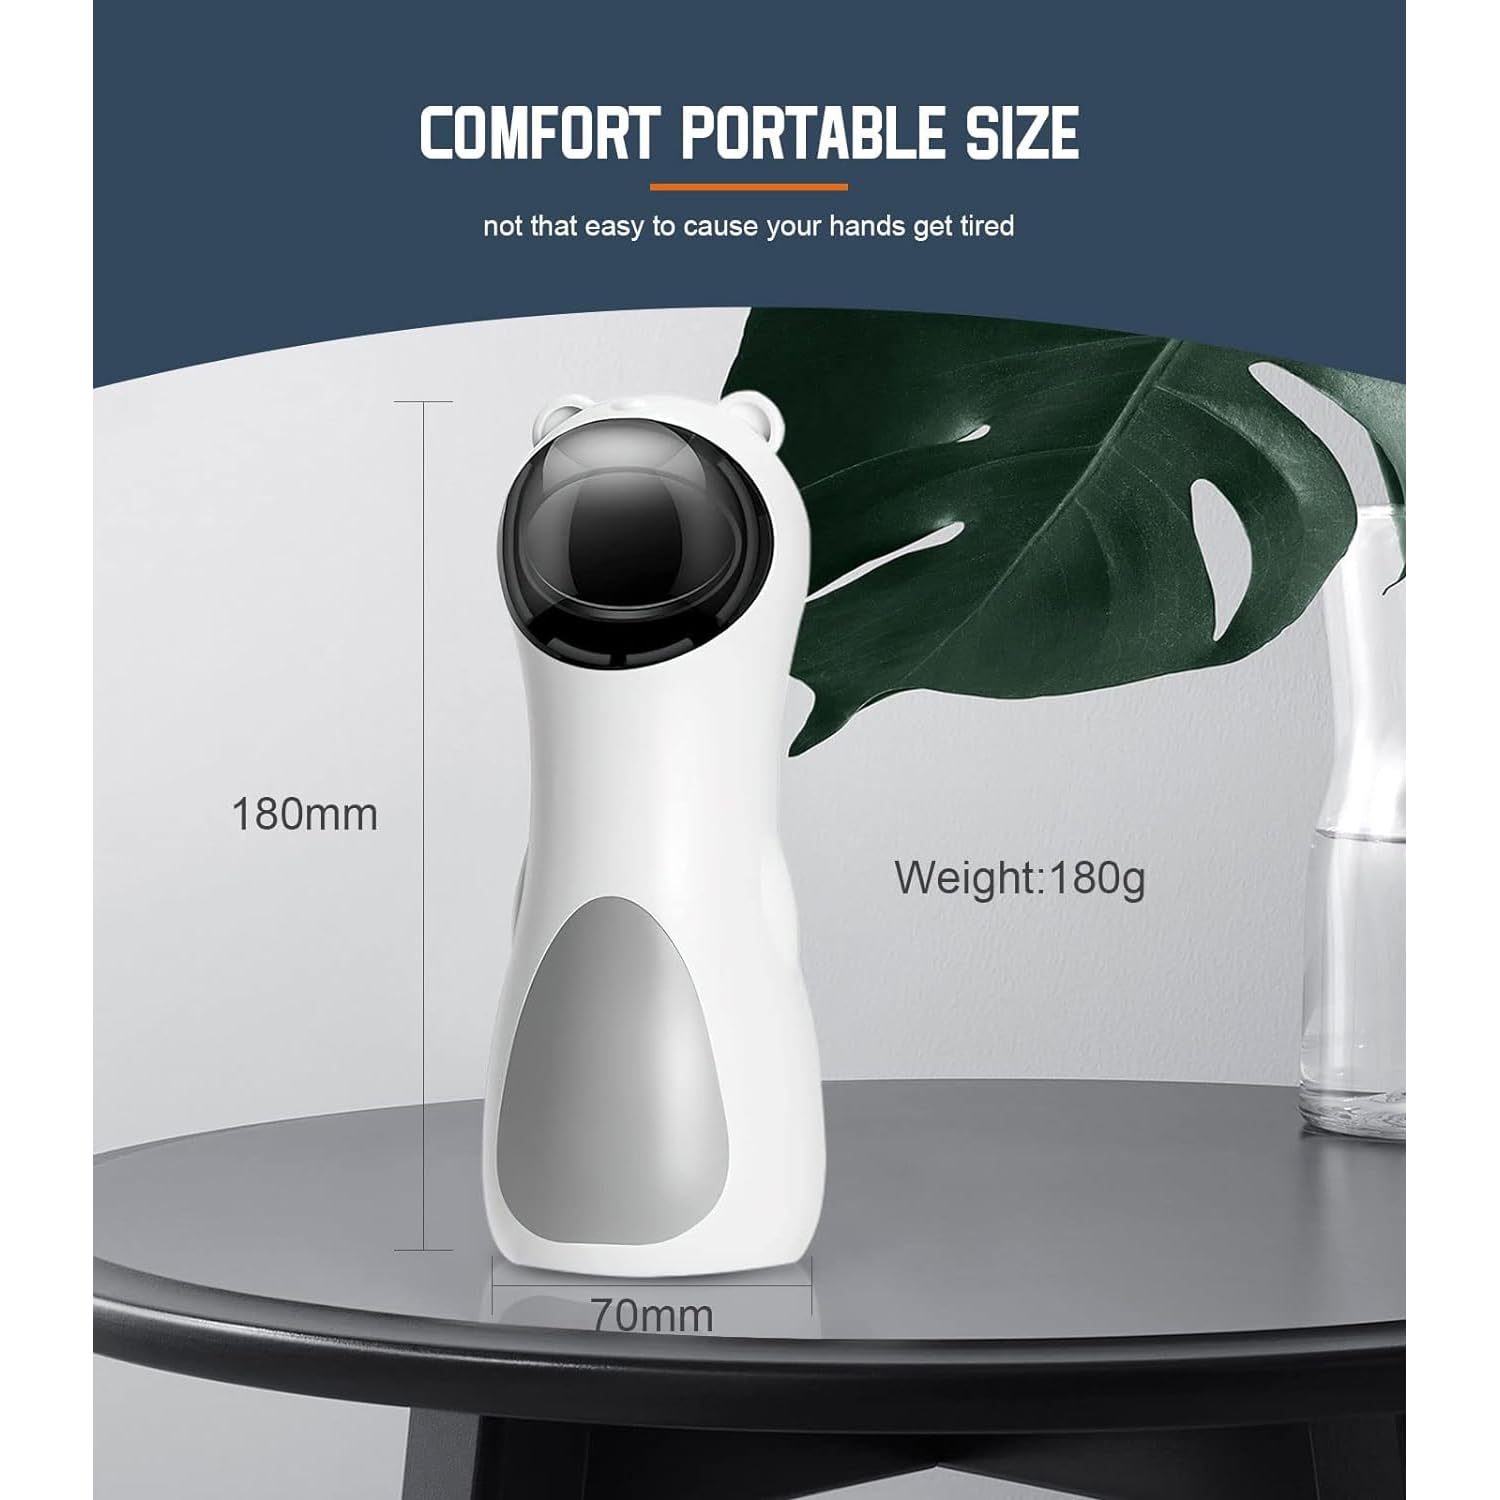 COMFORT PORTABLE SIZE
not that easy to cause your hands get tired
180mm
Weight:180g
70mm